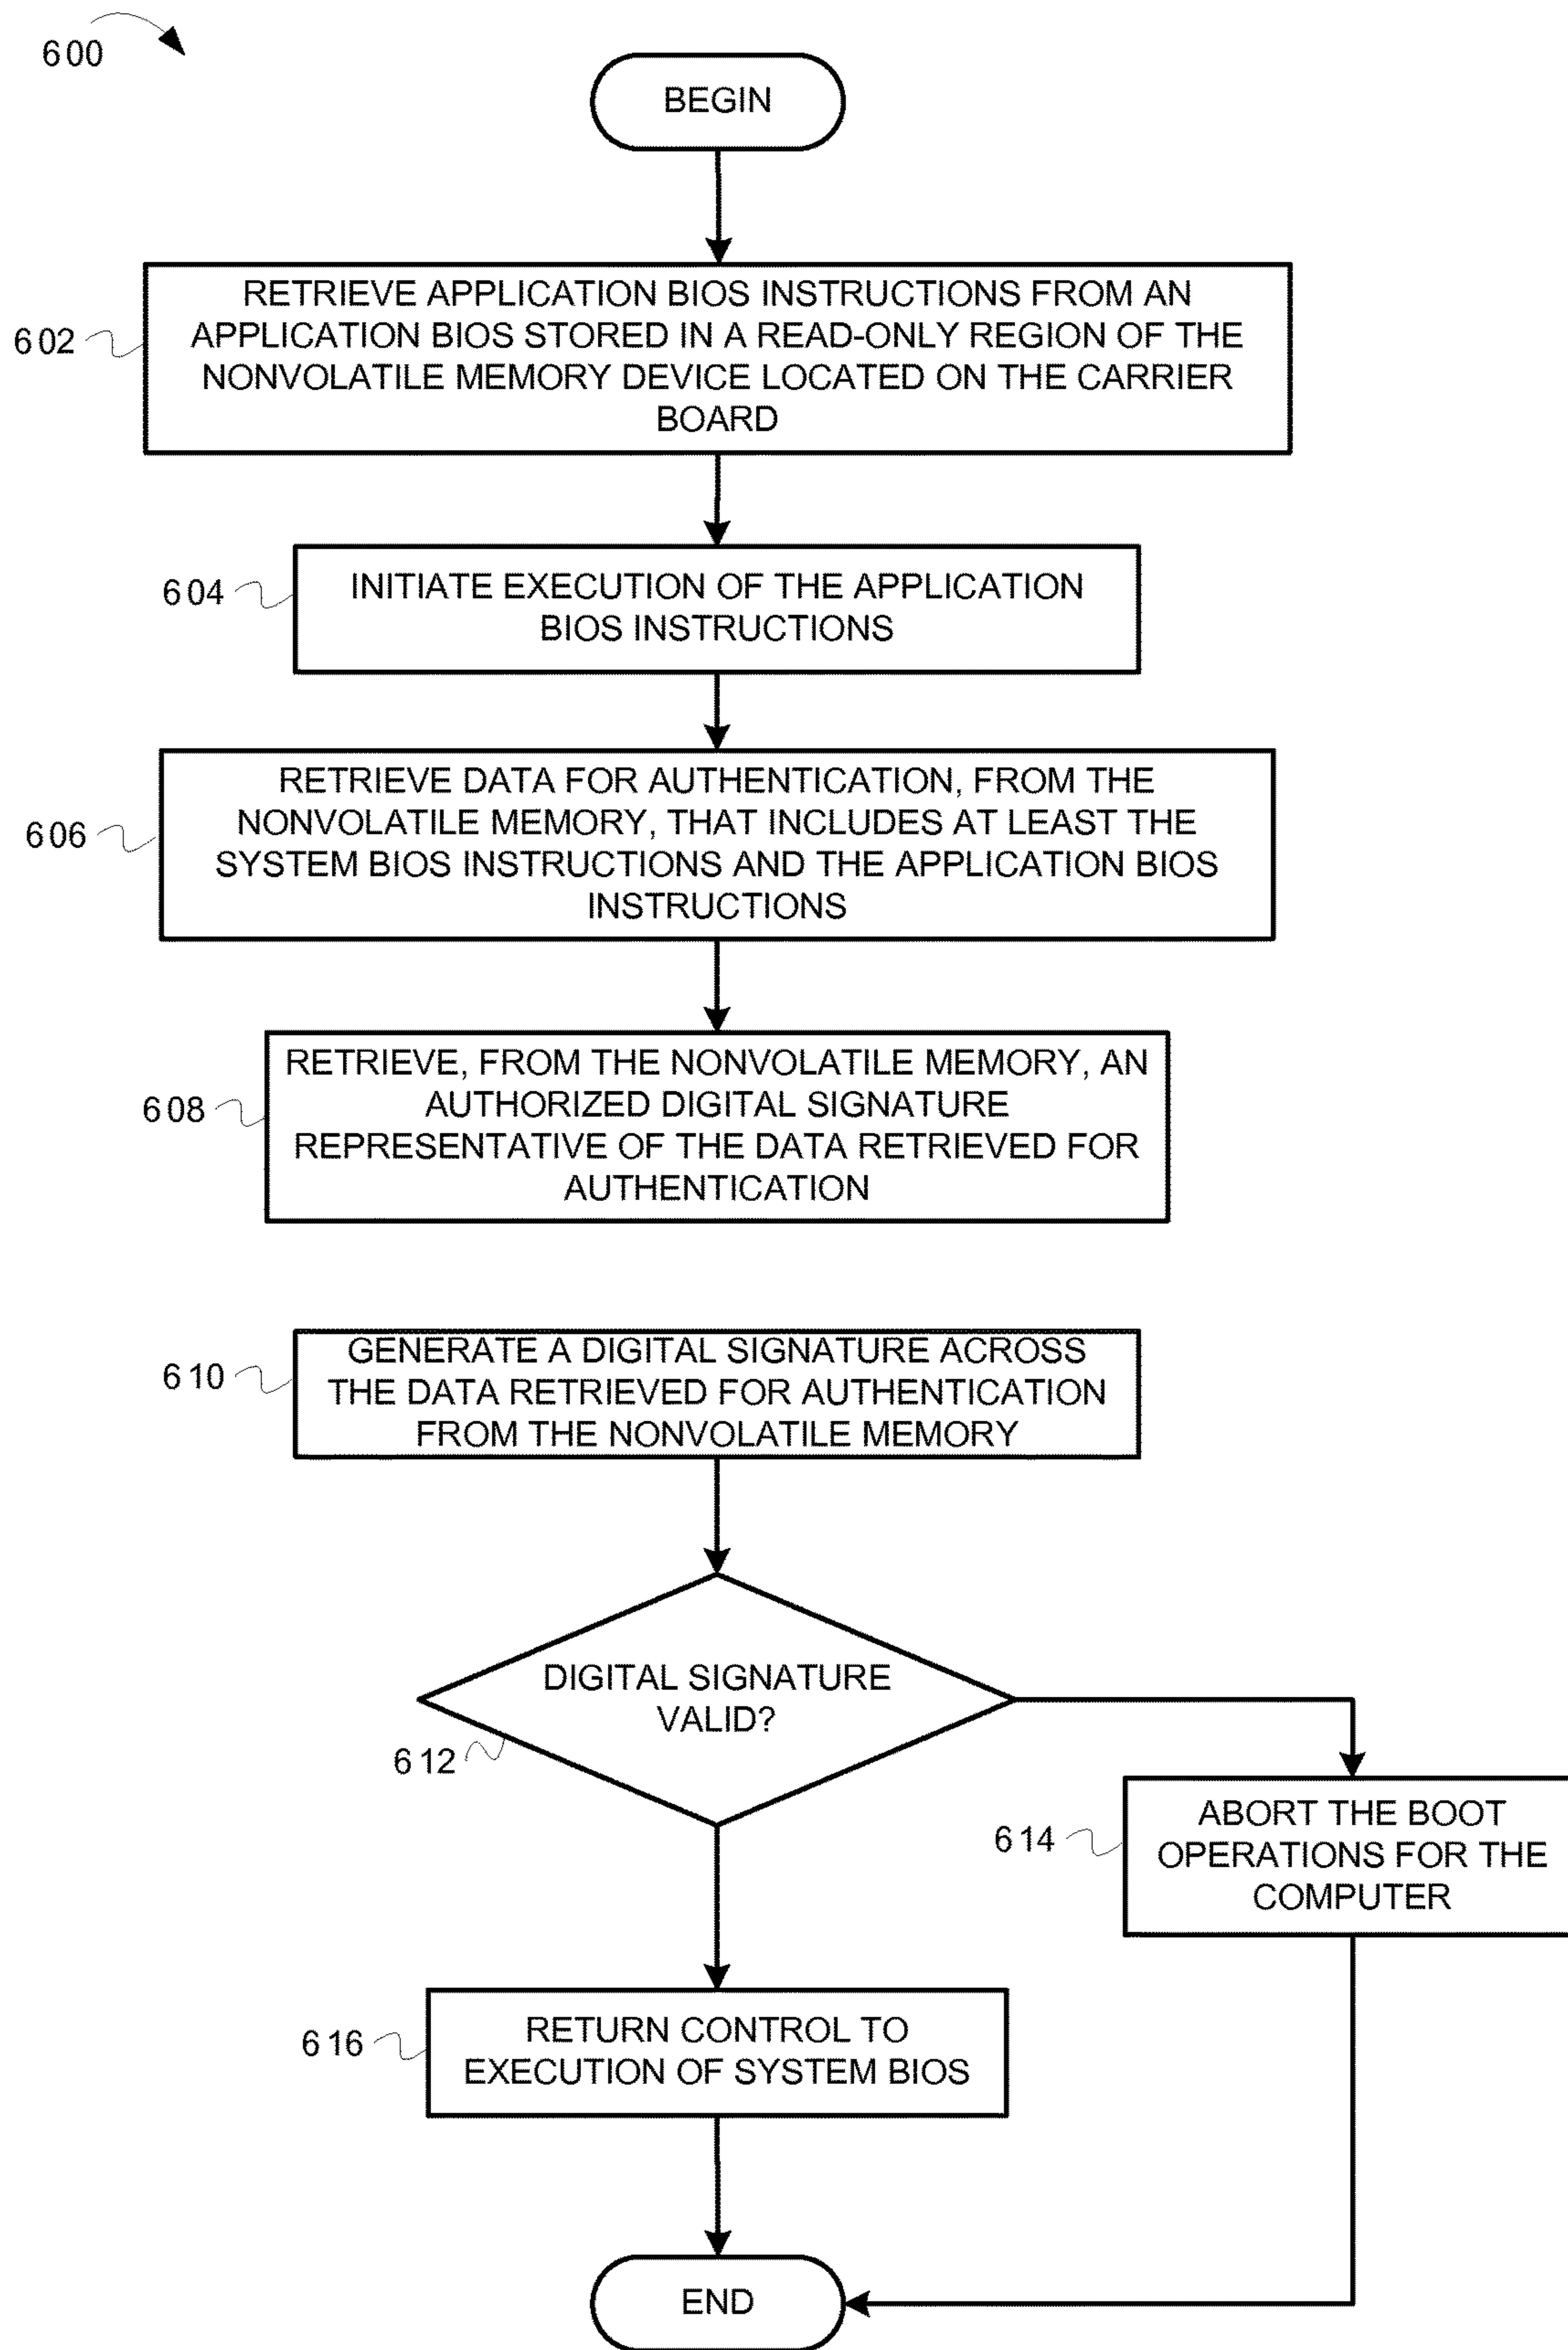 600
BEGIN
602
RETRIEVE APPLICATION BIOS INSTRUCTIONS FROM AN
APPLICATION BIOS STORED IN A READ-ONLY REGION OF THE
NONVOLATILE MEMORY DEVICE LOCATED ON THE CARRIER
BOARD
604
INITIATE EXECUTION OF THE APPLICATION
BIOS INSTRUCTIONS
606
RETRIEVE DATA FOR AUTHENTICATION, FROM THE
NONVOLATILE MEMORY, THAT INCLUDES AT LEAST THE
SYSTEM BIOS INSTRUCTIONS AND THE APPLICATION BIOS
INSTRUCTIONS
608
RETRIEVE, FROM THE NONVOLATILE MEMORY, AN
AUTHORIZED DIGITAL SIGNATURE
REPRESENTATIVE OF THE DATA RETRIEVED FOR
AUTHENTICATION
610
GENERATE A DIGITAL SIGNATURE ACROSS
THE DATA RETRIEVED FOR AUTHENTICATION
FROM THE NONVOLATILE MEMORY
DIGITAL SIGNATURE
VALID?
612
614
ABORT THE BOOT
OPERATIONS FOR THE
COMPUTER
616
RETURN CONTROL TO
EXECUTION OF SYSTEM BIOS
END